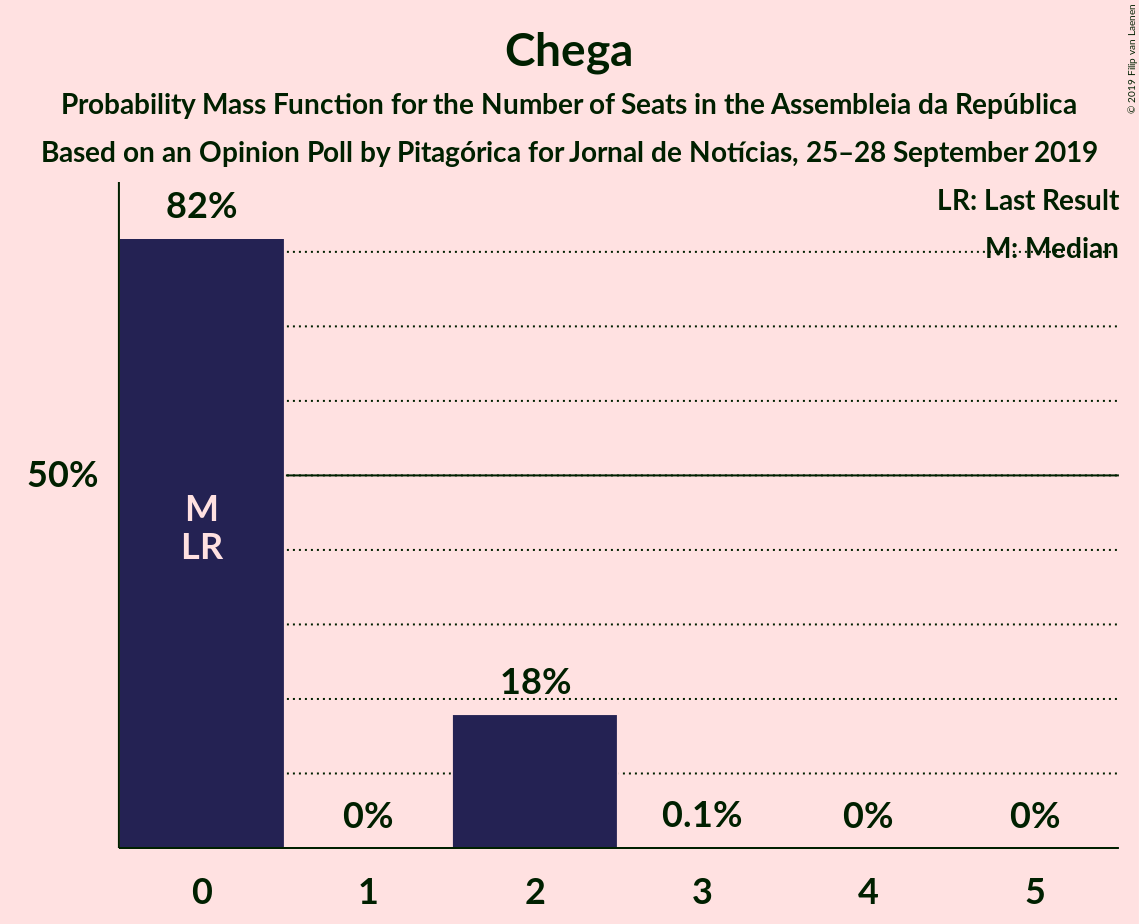 Chega
Probability Mass Function for the Number of Seats in the Assembleia da República
Based on an Opinion Poll by Pitagórica for Jornal de Notícias, 25–28 September 2019
© 2019 Filip van Laenen
LR: Last Result
M: Median
82%
50%
M
LR
18%
0%
0.1%
0%
0%
0
1
2
3
4
5